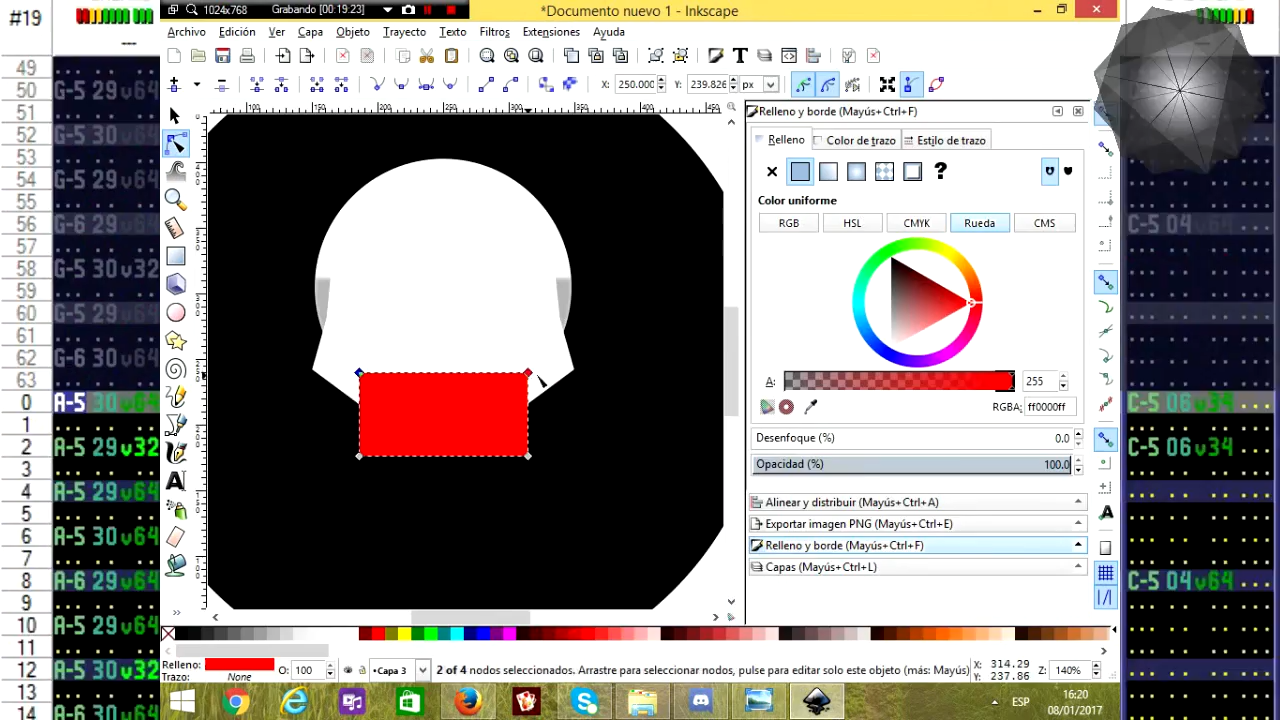 #19
1024x768 Grabando [00:19:23]
*Documento nuevo 1 - Inkscape
Archivo Edición Ver Capa Objeto Trayecto Texto Filtros Extensiones Ayuda
X: 250.000 Y: 239.826 px
Relleno y borde (Mayús+Ctrl+F)
Relleno Color de trazo Estilo de trazo
Color uniforme
RGB HSL CMYK Rueda CMS
A: 255
RGBA: ff0000ff
Desenfoque (%) 0.0
Opacidad (%) 100.0
Alinear y distribuir (Mayús+Ctrl+A)
Exportar imagen PNG (Mayús+Ctrl+E)
Relleno y borde (Mayús+Ctrl+F)
Capas (Mayús+Ctrl+L)
Relleno: O: 100 •Capa 3 2 of 4 nodos seleccionados. Arrastre para seleccionar nodos, pulse para editar solo este objeto (más: Mayús) X: 314.29 Z: 140%
Trazo: None Y: 237.86
ESP 16:20
08/01/2017
49
50 G-5 29 v64
51
52 G-5 30
53
54 G-5 29 v64
55
56 G-5 30 C-5 04
57
58 G-5 29 v32
59
60 G-5 29 v64
61
62 G-5 30 v64
63
0 A-5 30 v64 C-5 06 v34
1
2 A-5 29 v32 C-5 06 v34
3
4 A-5 29 v64
5
6 A-5 30 v64
7
8 A-6 29 v64 C-5 04 v64
9
10 A-5 29 v64
11
12 A-5 30 v32
13
14 A-5 29 v64